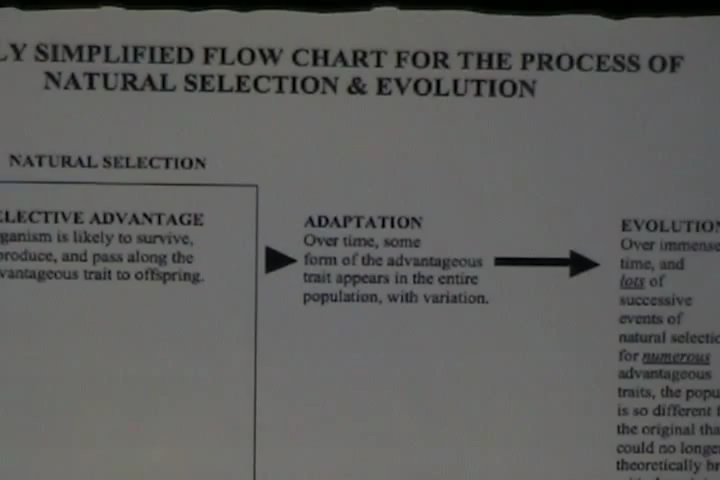 LY SIMPLIFIED FLOW CHART FOR THE PROCESS OF
NATURAL SELECTION & EVOLUTION
NATURAL SELECTION
ELECTIVE ADVANTAGE
ganism is likely to survive,
produce, and pass along the
vantageous trait to offspring.
ADAPTATION
Over time, some
form of the advantageous
trait appears in the entire
population, with variation.
EVOLUTION
Over immense
time, and
lots of
successive
events of
natural selectio
for numerous
advantageous
traits, the popu
is so different f
the original tha
could no longe
theoretically br